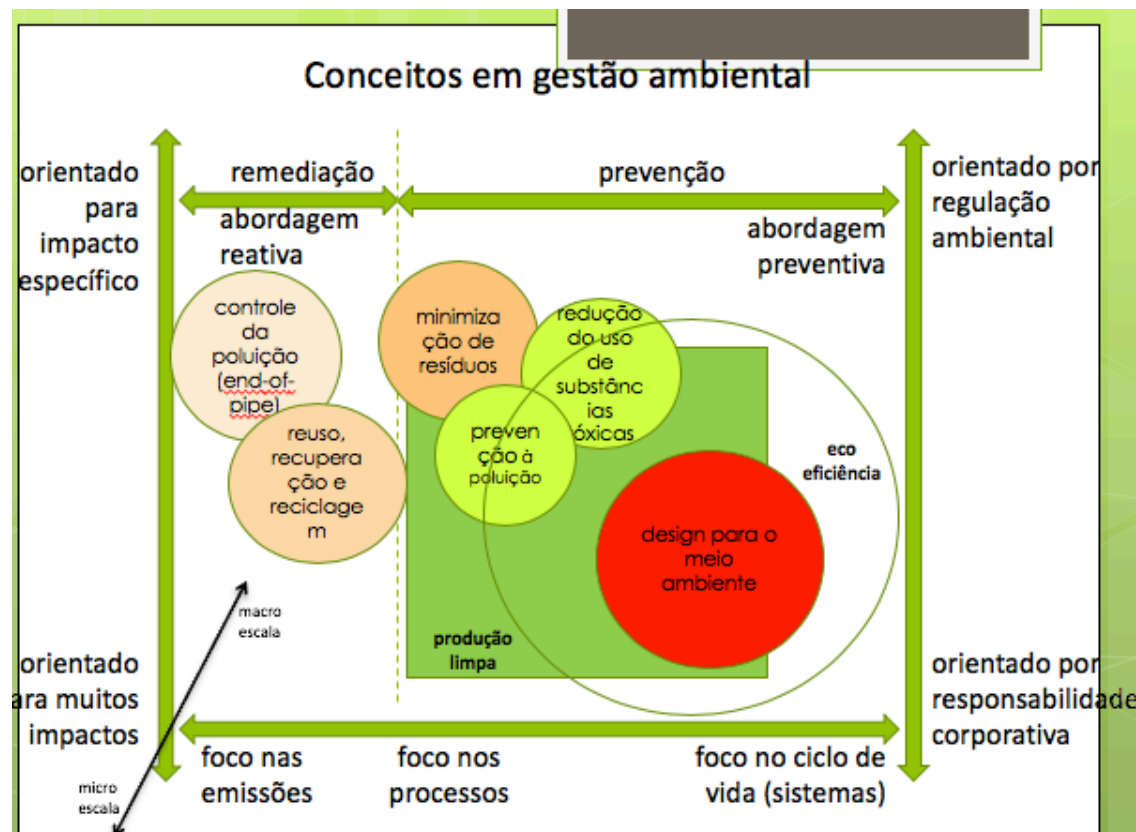 Conceitos em gestão ambiental
orientado
para
impacto
específico
remediação
abordagem
reativa
prevenção
abordagem
preventiva
orientado por
regulação
ambiental
controle
da
poluição
(end-of-
pipe)
reuso,
recupera
ção e
reciclage
m
minimiza
ção de
resíduos
redução
do uso
de
substânc
ias
óxicas
preven
ção à
poluição
eco
eficiência
design para o
meio
ambiente
produção
limpa
macro
escala
micro
escala
orientado
ara muitos
impactos
orientado por
responsabilidade
corporativa
foco nas
emissões
foco nos
processos
foco no ciclo de
vida (sistemas)